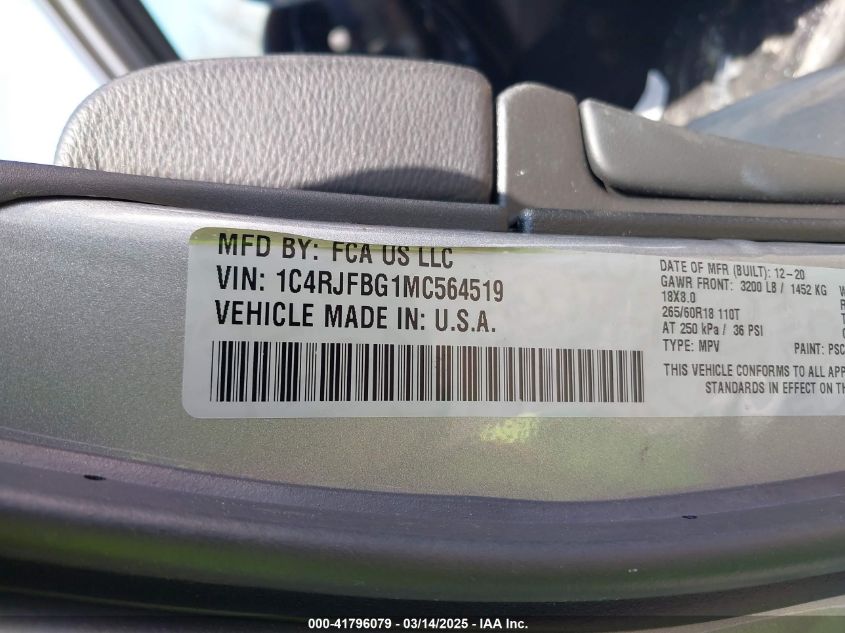 MFD BY: FCA US LLC
VIN: 1C4RJFBG1MC564519
VEHICLE MADE IN: U.S.A.
DATE OF MFR (BUILT): 12-20
GAWR FRONT: 3200 LB / 1452 KG
18X8.0
265/60R18 110T
AT 250 kPa / 36 PSI
TYPE: MPV PAINT: PSC
THIS VEHICLE CONFORMS TO ALL APP
STANDARDS IN EFFECT ON TH
000-41796079 — 03/14/2025 — IAA Inc.